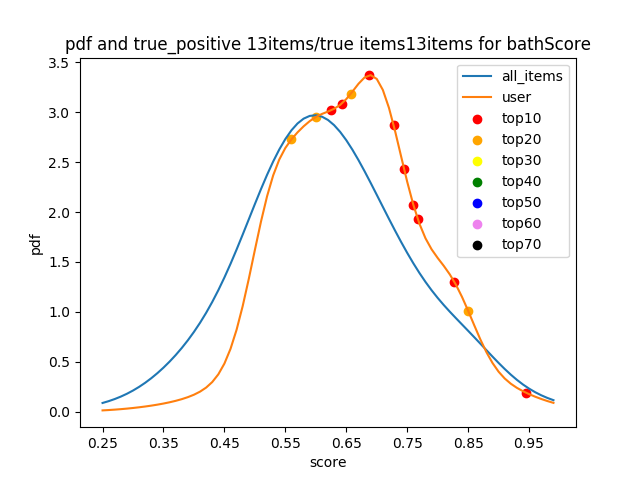 pdf and true_positive 13items/true items13items for bathScore
3.5
3.0
2.5
2.0
1.5
1.0
0.5
0.0
pdf
0.25 0.35 0.45 0.55 0.65 0.75 0.85 0.95
score
all_items
user
top10
top20
top30
top40
top50
top60
top70